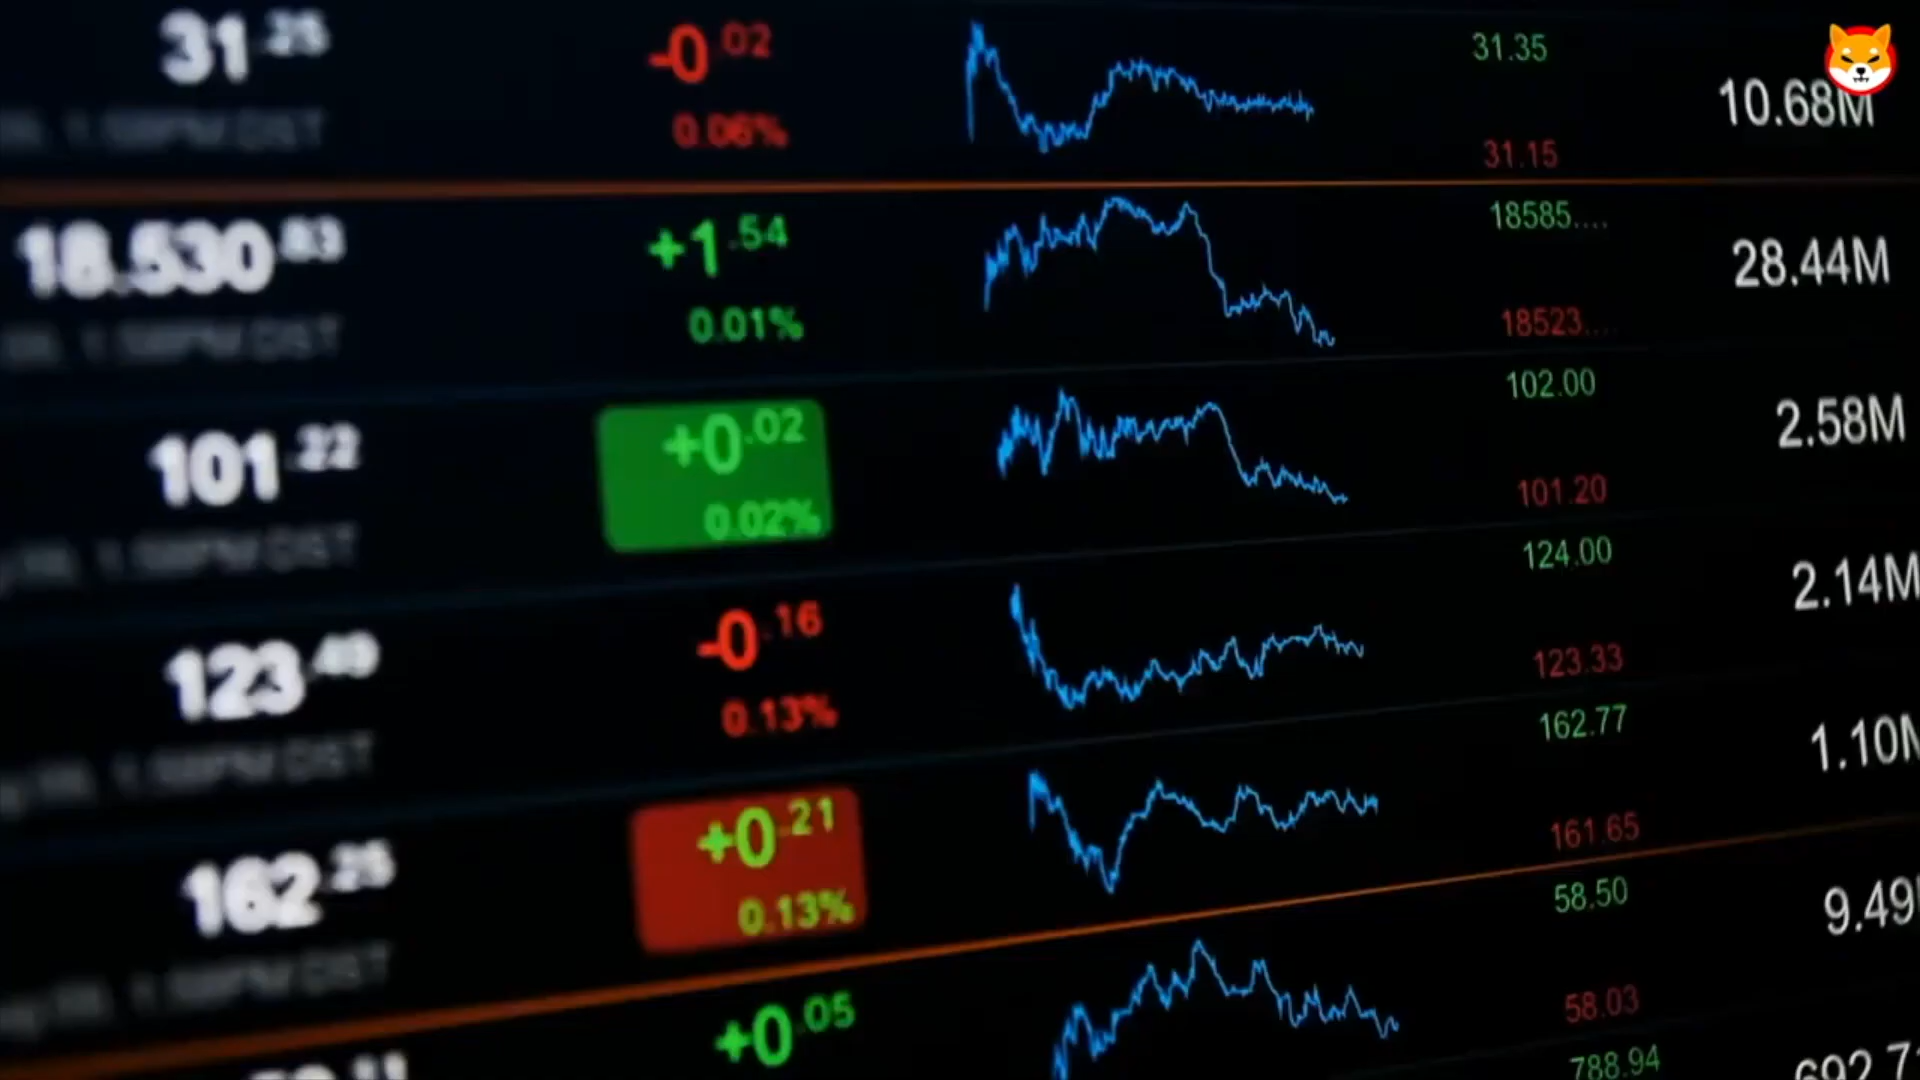 31.25 -0.02 31.35
0.06% 31.15 10.68M
18.530.83 +1.54 18585.... 28.44M
0.01% 18523....
101.22 +0.02 102.00 2.58M
0.02% 101.20
123.49 -0.16 124.00 2.14M
0.13% 123.33
162.25 +0.21 162.77 1.10M
0.13% 161.65
+0.05 58.50 9.49
58.03
788.94